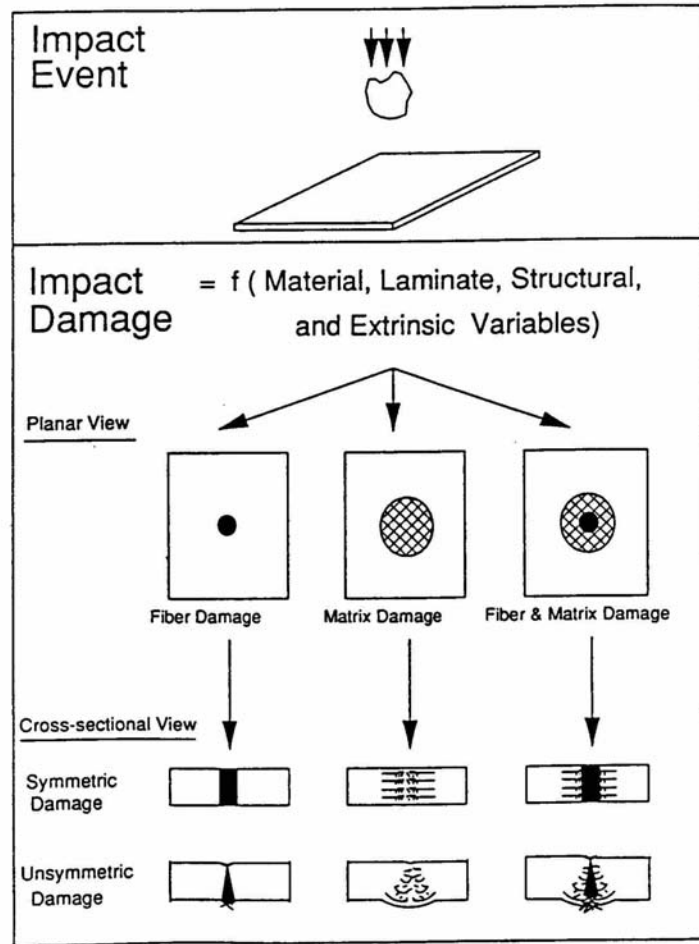 Impact
Event
Impact
Damage
= f ( Material, Laminate, Structural,
and Extrinsic Variables)
Planar View
Fiber Damage
Matrix Damage
Fiber & Matrix Damage
Cross-sectional View
Symmetric
Damage
Unsymmetric
Damage